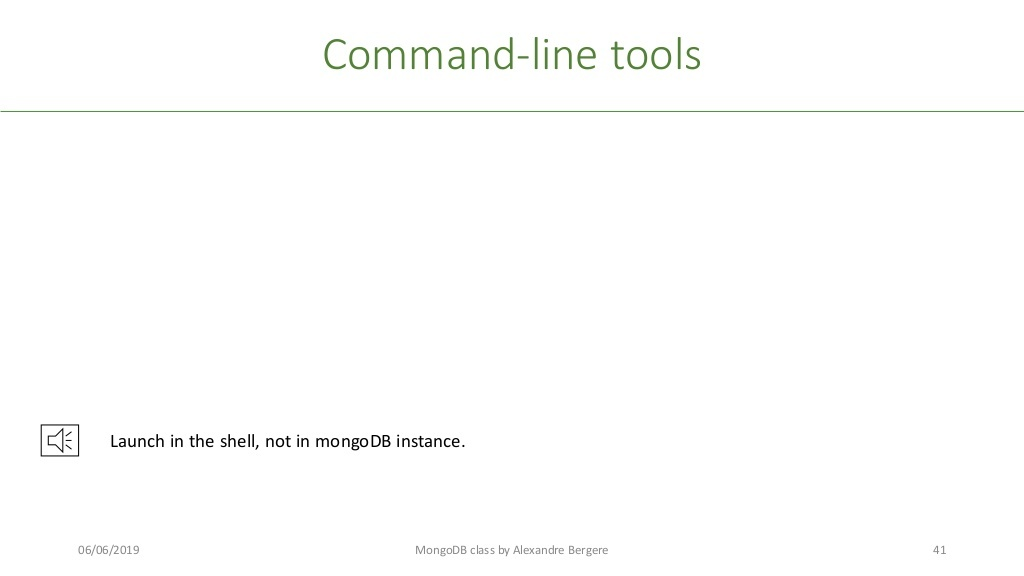 Command-line tools
Launch in the shell, not in mongoDB instance.
06/06/2019
MongoDB class by Alexandre Bergere
41